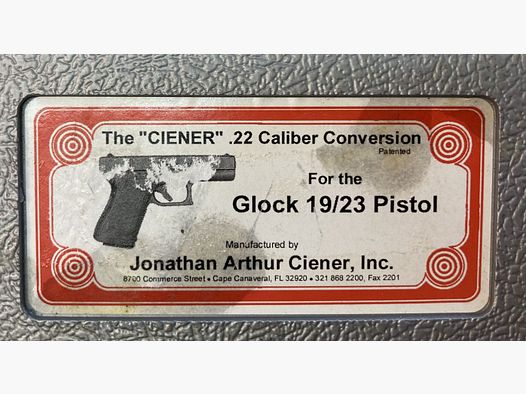 The "CIENER" .22 Caliber Conversion
Patented
For the
Glock 19/23 Pistol
Manufactured by
Jonathan Arthur Ciener, Inc.
8700 Commerce Street • Cape Canaveral, FL 32920 • 321 868 2200, Fax 2201